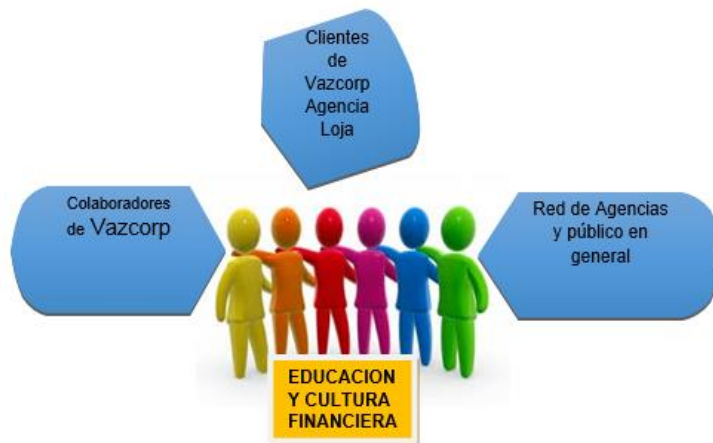 Clientes
de
Vazcorp
Agencia
Loja
Colaboradores
de Vazcorp
Red de Agencias
y público en
general
EDUCACION
Y CULTURA
FINANCIERA